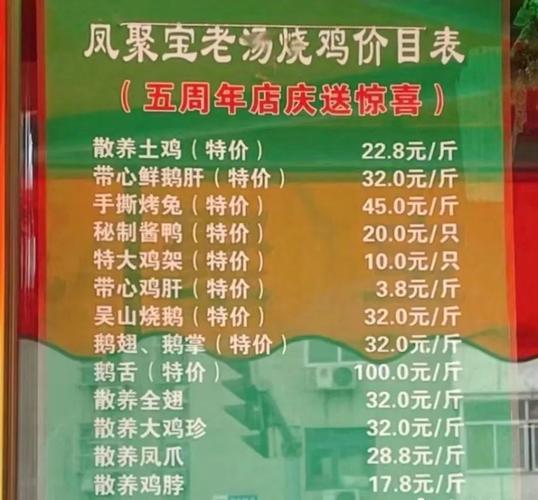 凤聚宝老汤烧鸡价目表
（五周年店庆送惊喜）
散养土鸡（特价） 22.8元/斤
带心鲜鹅肝（特价） 32.0元/斤
手撕烤兔（特价） 45.0元/斤
秘制酱鸭（特价） 20.0元/只
特大鸡架（特价） 10.0元/只
带心鸡肝（特价） 3.8元/斤
吴山烧鹅（特价） 32.0元/斤
鹅翅、鹅掌（特价） 32.0元/斤
鹅舌（特价） 100.0元/斤
散养全翅 32.0元/斤
散养大鸡珍 32.0元/斤
散养凤爪 28.8元/斤
散养鸡脖 17.8元/斤